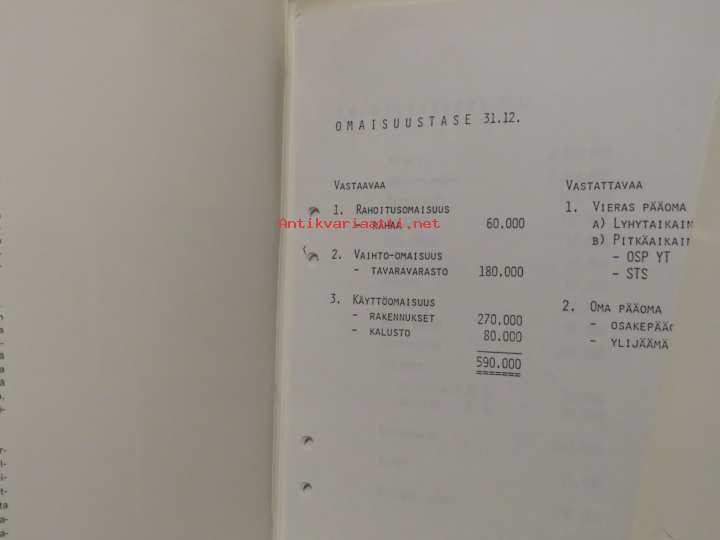 OMAISUUSTASE 31.12.
VASTAAVAA
1. RAHOITUSOMAISUUS
- RAHAA 60.000
2. VAIHTO-OMAISUUS
- TAVARAVARASTO 180.000
3. KÄYTTÖOMAISUUS
- RAKENNUKSET 270.000
- KALUSTO 80.000
590.000
VASTATTAVAA
1. VIERAS PÄÄOMA
A) LYHYTAIKAIN
B) PITKÄAIKAIN
- OSP YT
- STS
2. OMA PÄÄOMA
- OSAKEPÄÄO
- YLIJÄÄMÄ
Antikvariaatti.net